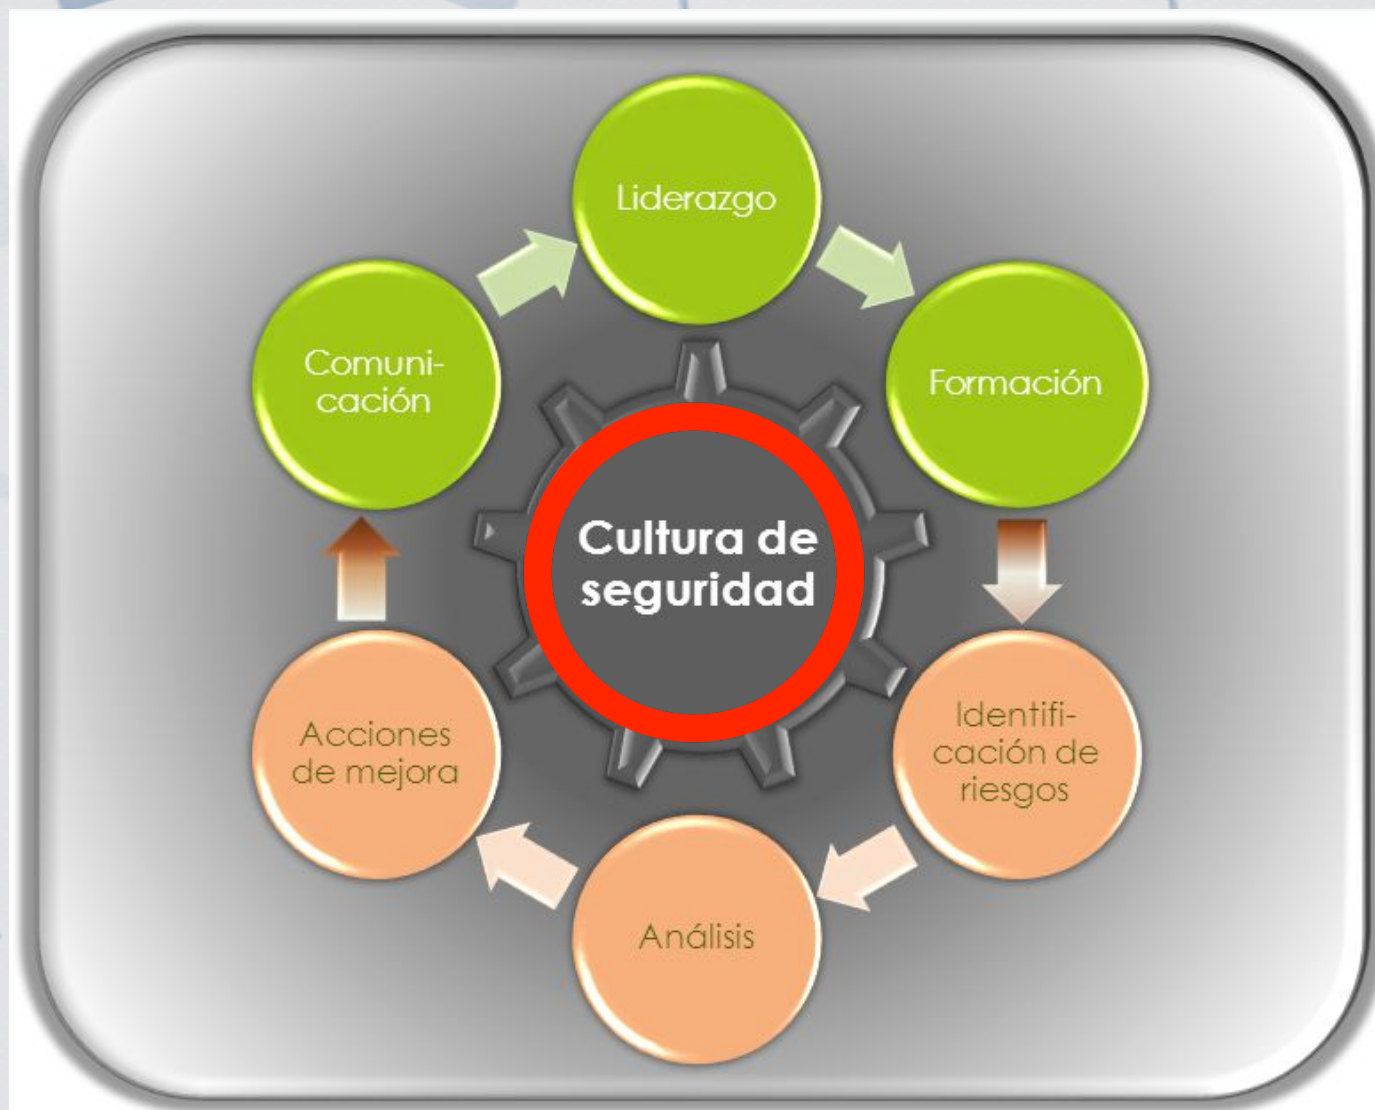 Liderazgo
Formación
Identifi-
cación de
riesgos
Análisis
Acciones
de mejora
Comuni-
cación
Cultura de
seguridad